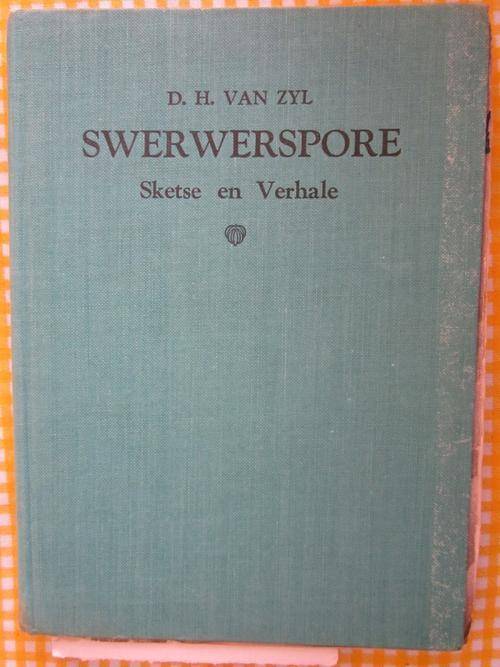 D. H. VAN ZYL
SWERWERSPORE
Sketse en Verhale